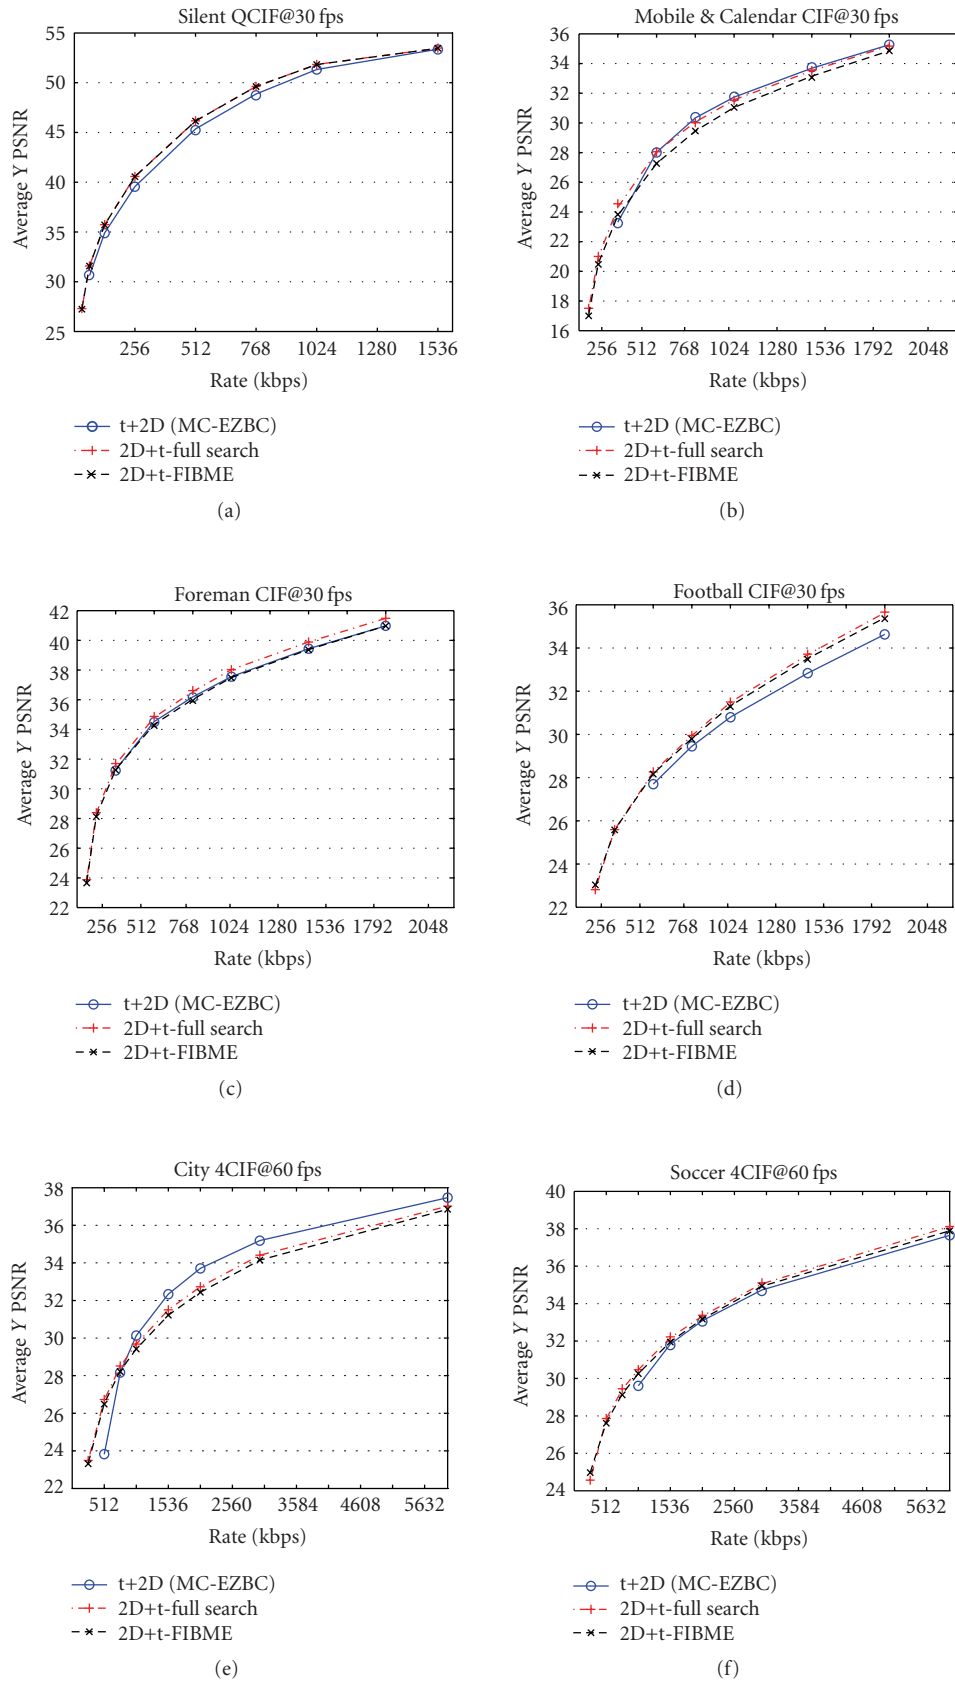 Silent QCIF@30 fps
55
50
45
40
35
30
25
Average Y PSNR
256 512 768 1024 1280 1536
Rate (kbps)
t+2D (MC-EZBC)
2D+t-full search
2D+t-FIBME
(a)
Mobile & Calendar CIF@30 fps
36
34
32
30
28
26
24
22
20
18
16
Average Y PSNR
256 512 768 1024 1280 1536 1792 2048
Rate (kbps)
t+2D (MC-EZBC)
2D+t-full search
2D+t-FIBME
(b)
Foreman CIF@30 fps
42
40
38
36
34
32
30
28
26
24
22
Average Y PSNR
256 512 768 1024 1280 1536 1792 2048
Rate (kbps)
t+2D (MC-EZBC)
2D+t-full search
2D+t-FIBME
(c)
Football CIF@30 fps
36
34
32
30
28
26
24
22
Average Y PSNR
256 512 768 1024 1280 1536 1792 2048
Rate (kbps)
t+2D (MC-EZBC)
2D+t-full search
2D+t-FIBME
(d)
City 4CIF@60 fps
38
36
34
32
30
28
26
24
22
Average Y PSNR
512 1536 2560 3584 4608 5632
Rate (kbps)
t+2D (MC-EZBC)
2D+t-full search
2D+t-FIBME
(e)
Soccer 4CIF@60 fps
40
38
36
34
32
30
28
26
24
Average Y PSNR
512 1536 2560 3584 4608 5632
Rate (kbps)
t+2D (MC-EZBC)
2D+t-full search
2D+t-FIBME
(f)